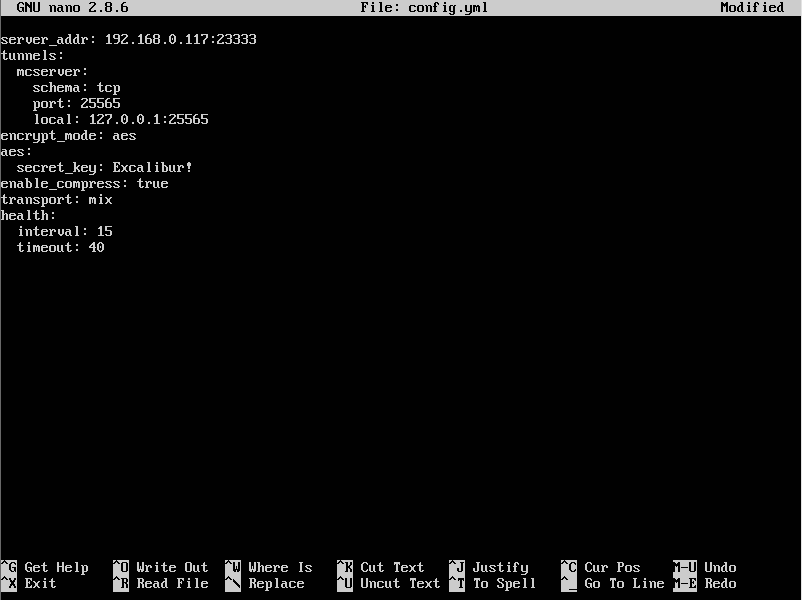 GNU nano 2.8.6 File: config.yml Modified
server_addr: 192.168.0.117:23333
tunnels:
  mcserver:
    schema: tcp
    port: 25565
    local: 127.0.0.1:25565
encrypt_mode: aes
aes:
  secret_key: Excalibur!
enable_compress: true
transport: mix
health:
  interval: 15
  timeout: 40
^G Get Help ^O Write Out ^W Where Is ^K Cut Text ^J Justify ^C Cur Pos M-U Undo
^X Exit ^R Read File ^\ Replace ^U Uncut Text ^T To Spell ^_ Go To Line M-E Redo